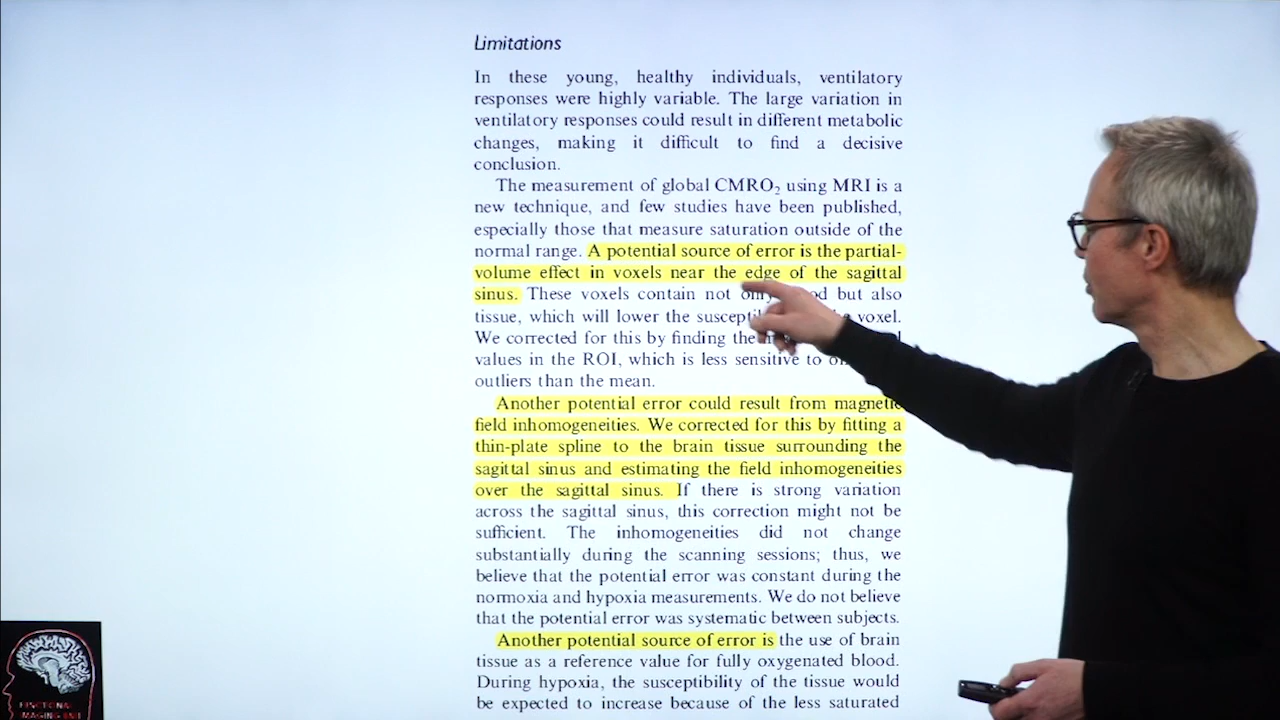 Limitations
In these young, healthy individuals, ventilatory
responses were highly variable. The large variation in
ventilatory responses could result in different metabolic
changes, making it difficult to find a decisive
conclusion.
The measurement of global CMRO₂ using MRI is a
new technique, and few studies have been published,
especially those that measure saturation outside of the
normal range. A potential source of error is the partial-
volume effect in voxels near the edge of the sagittal
sinus. These voxels contain not only but also
tissue, which will lower the voxel.
We corrected for this by finding the
values in the ROI, which is less sensitive to
outliers than the mean.
Another potential error could result from magnetic
field inhomogeneities. We corrected for this by fitting a
thin-plate spline to the brain tissue surrounding the
sagittal sinus and estimating the field inhomogeneities
over the sagittal sinus. If there is strong variation
across the sagittal sinus, this correction might not be
sufficient. The inhomogeneities did not change
substantially during the scanning sessions; thus, we
believe that the potential error was constant during the
normoxia and hypoxia measurements. We do not believe
that the potential error was systematic between subjects.
Another potential source of error is the use of brain
tissue as a reference value for fully oxygenated blood.
During hypoxia, the susceptibility of the tissue would
be expected to increase because of the less saturated
FUNCTIONAL
IMAGING UNIT